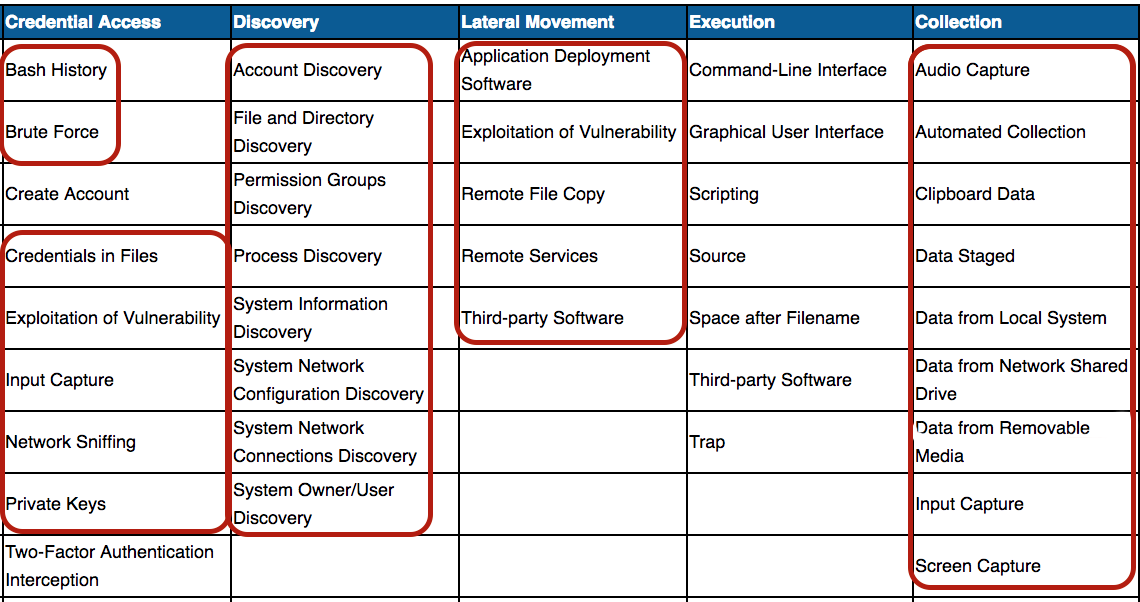 Credential Access Discovery Lateral Movement Execution Collection
Bash History Account Discovery Application Deployment Software Command-Line Interface Audio Capture
Brute Force File and Directory Discovery Exploitation of Vulnerability Graphical User Interface Automated Collection
Create Account Permission Groups Discovery Remote File Copy Scripting Clipboard Data
Credentials in Files Process Discovery Remote Services Source Data Staged
Exploitation of Vulnerability System Information Discovery Third-party Software Space after Filename Data from Local System
Input Capture System Network Configuration Discovery Third-party Software Data from Network Shared Drive
Network Sniffing System Network Connections Discovery Trap Data from Removable Media
Private Keys System Owner/User Discovery Input Capture
Two-Factor Authentication Interception Screen Capture